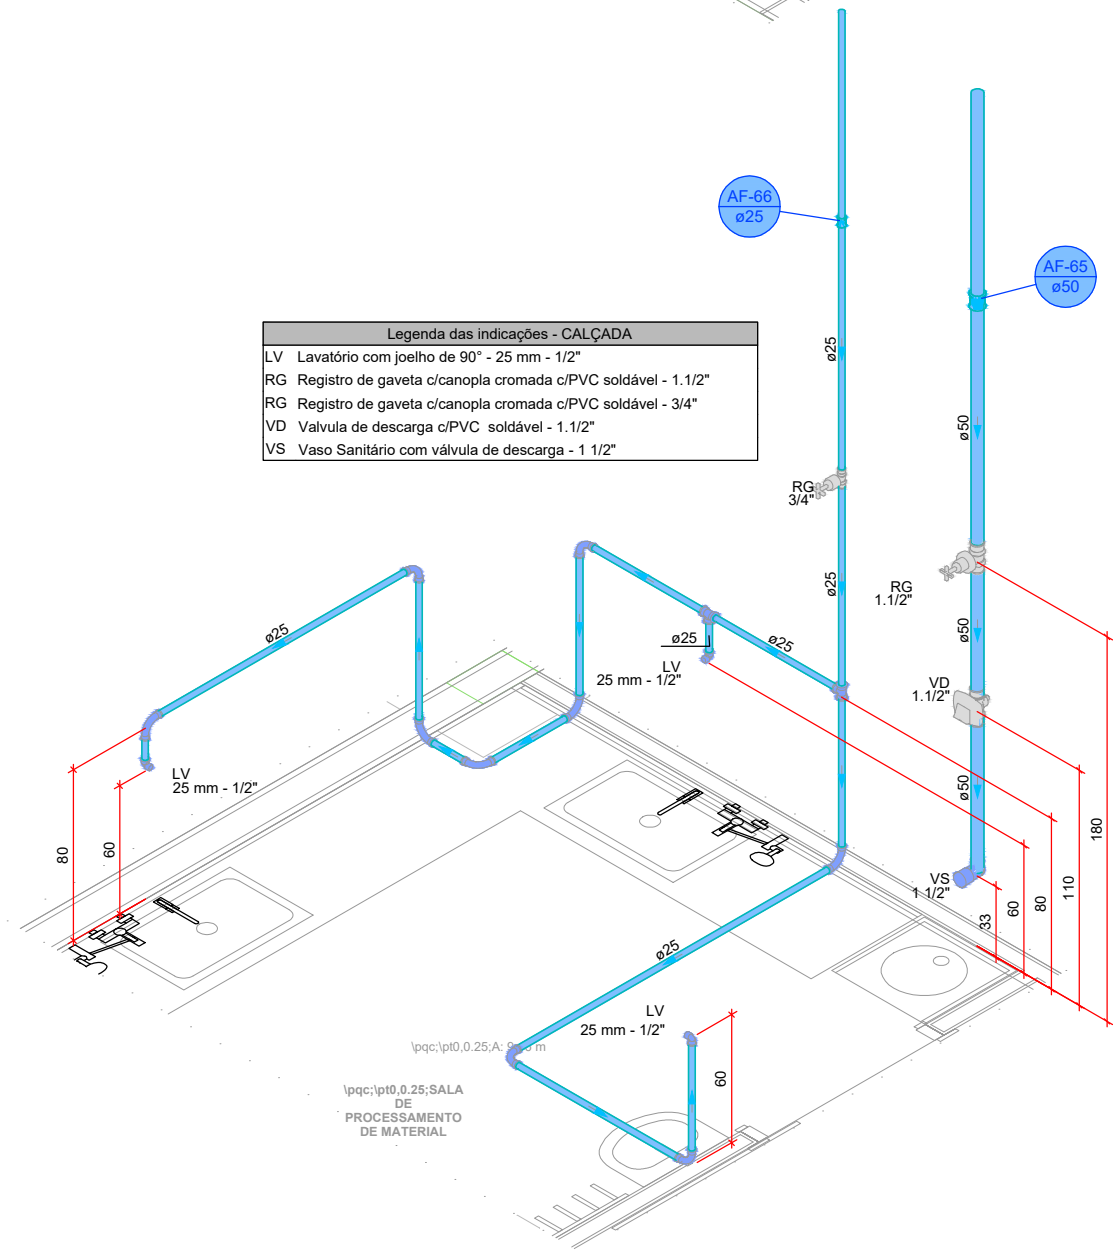 AF-66
ø25
AF-65
ø50
Legenda das indicações - CALÇADA
LV Lavatório com joelho de 90° - 25 mm - 1/2"
RG Registro de gaveta c/canopla cromada c/PVC soldável - 1.1/2"
RG Registro de gaveta c/canopla cromada c/PVC soldável - 3/4"
VD Valvula de descarga c/PVC soldável - 1.1/2"
VS Vaso Sanitário com válvula de descarga - 1 1/2"
ø25
ø50
RG
3/4"
ø25
RG
1.1/2"
ø25
ø25
ø25
ø50
LV
25 mm - 1/2"
VD
1.1/2"
LV
25 mm - 1/2"
ø50
80
60
180
VS
1 1/2"
33
60
80
110
ø25
LV
25 mm - 1/2"
\pqc;\pt0,0.25;A:
m
60
\pqc;\pt0,0.25;SALA
DE
PROCESSAMENTO
DE MATERIAL